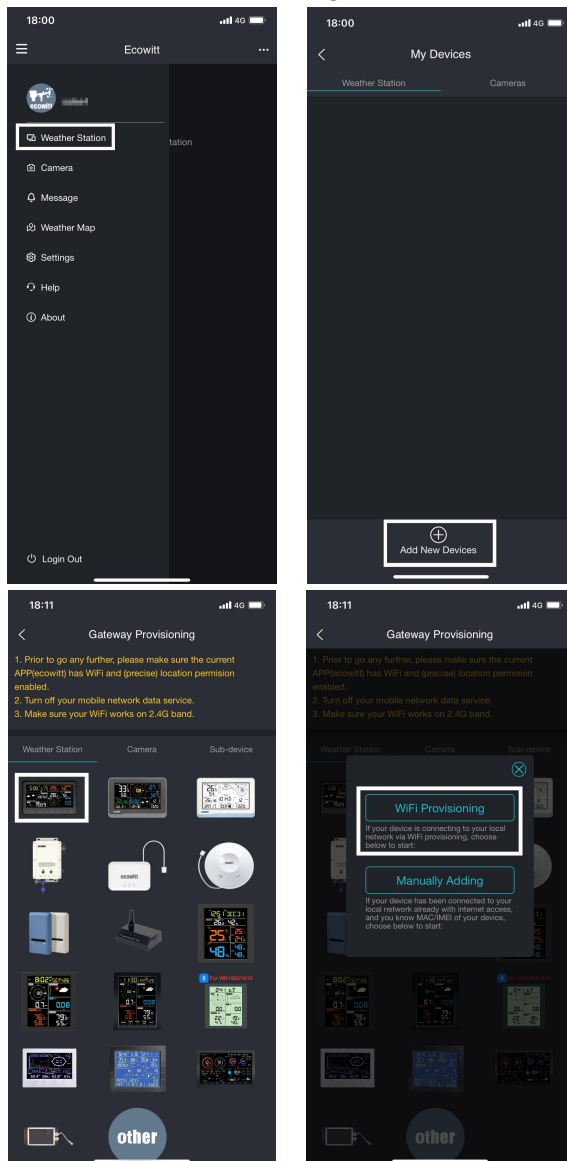 18:00
4G
Ecowitt
...
ecowitt
Weather Station
tation
Camera
Message
Weather Map
Settings
Help
About
Login Out
18:00
4G
My Devices
Weather Station
Cameras
Add New Devices
18:11
4G
Gateway Provisioning
1. Prior to go any further, please make sure the current
APP(ecowitt) has WiFi and (precise) location permision
enabled.
2. Turn off your mobile network data service.
3. Make sure your WiFi works on 2.4G band.
Weather Station
Camera
Sub-device
ecowitt
For WN1900/1910
other
18:11
4G
Gateway Provisioning
1. Prior to go any further, please make sure the current
APP(ecowitt) has WiFi and (precise) location permision
enabled.
2. Turn off your mobile network data service.
3. Make sure your WiFi works on 2.4G band.
Weather Station
Camera
Sub-device
WiFi Provisioning
If your device is connecting to your local
network via WiFi provisioning, choose
below to start:
Manually Adding
If your device has been connected to your
local network already with internet access,
and you know MAC/IMEI of your device,
choose below to start:
other